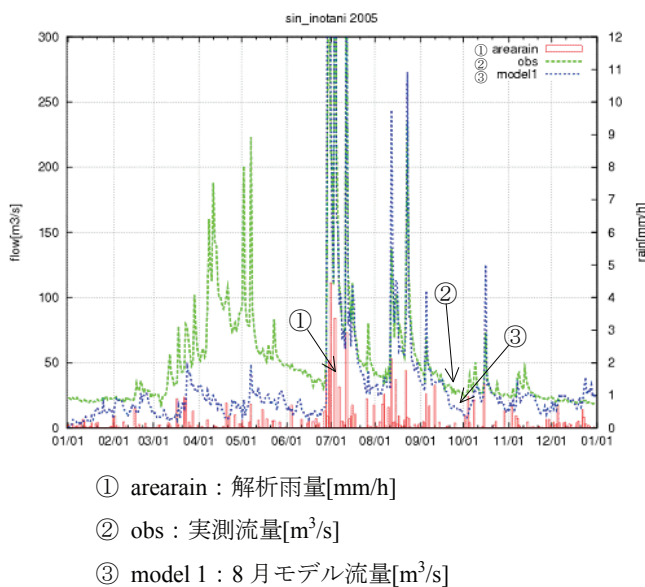 sin_inotani 2005
① arearain
② obs
③ model1
300
250
200
150
100
50
0
flow[m3/s]
12
11
10
9
8
7
6
5
4
3
2
1
0
rain[mm/h]
①
②
③
01/01 02/01 03/01 04/01 05/01 06/01 07/01 08/01 09/01 10/01 11/01 12/01 01/01
① arearain：解析雨量[mm/h]
② obs：実測流量[m³/s]
③ model 1：8 月モデル流量[m³/s]